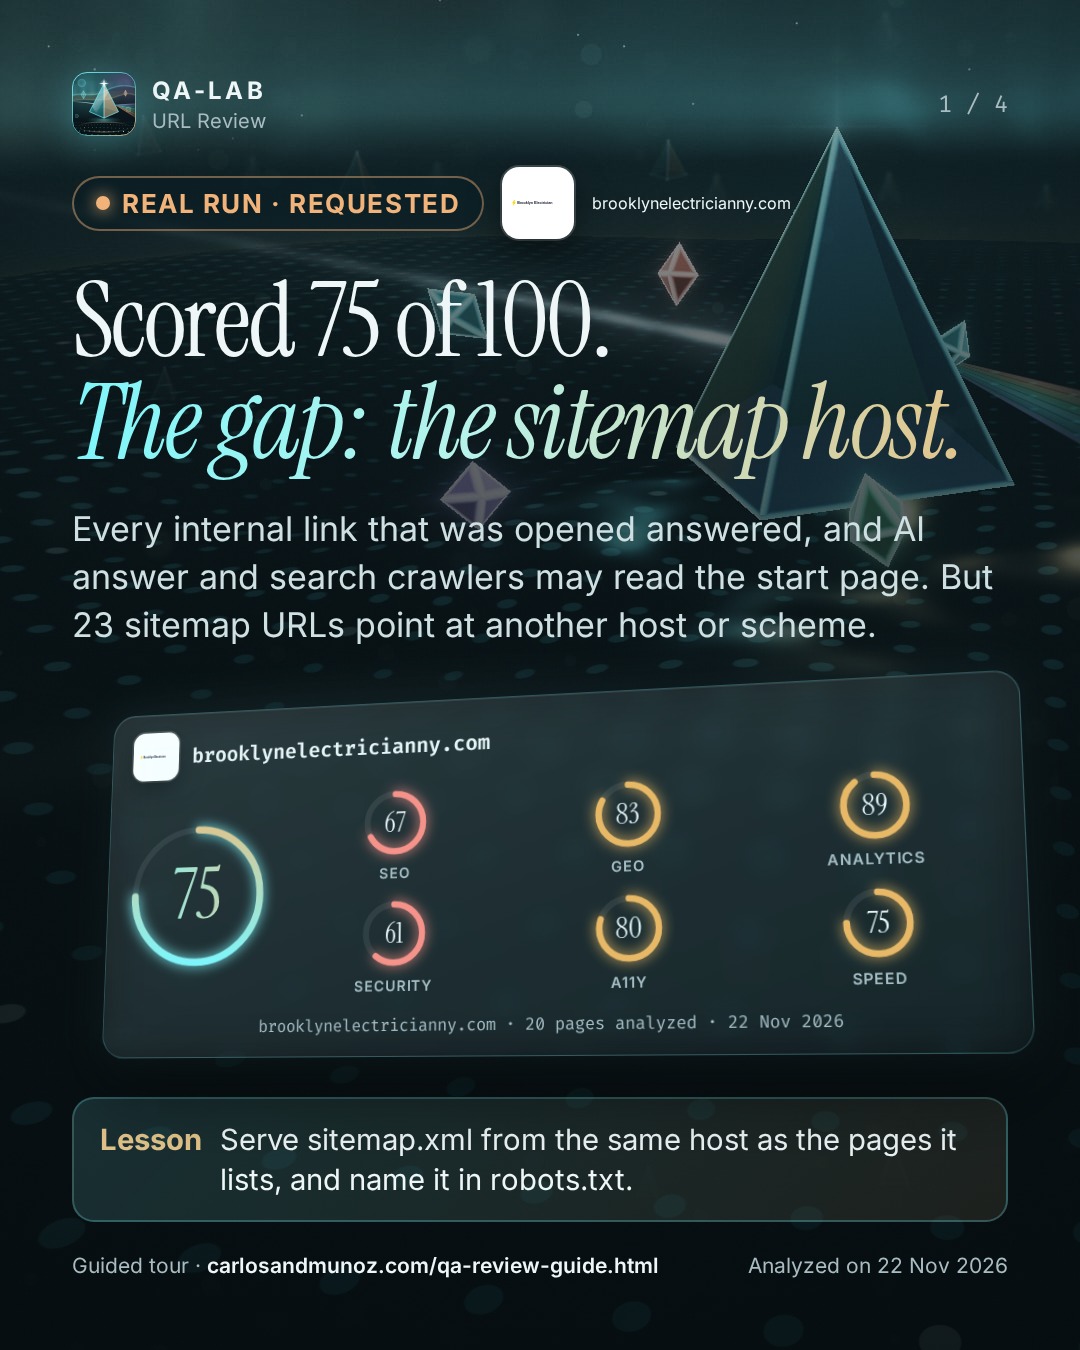 QA-LAB
URL Review
1 / 4
REAL RUN · REQUESTED
Brooklyn Electrician
brooklynelectricianny.com
Scored 75 of 100.
The gap: the sitemap host.
Every internal link that was opened answered, and AI
answer and search crawlers may read the start page. But
23 sitemap URLs point at another host or scheme.
brooklynelectricianny.com
75
67
SEO
83
GEO
89
ANALYTICS
61
SECURITY
80
A11Y
75
SPEED
brooklynelectricianny.com · 20 pages analyzed · 22 Nov 2026
Lesson
Serve sitemap.xml from the same host as the pages it
lists, and name it in robots.txt.
Guided tour · carlosandmunoz.com/qa-review-guide.html
Analyzed on 22 Nov 2026